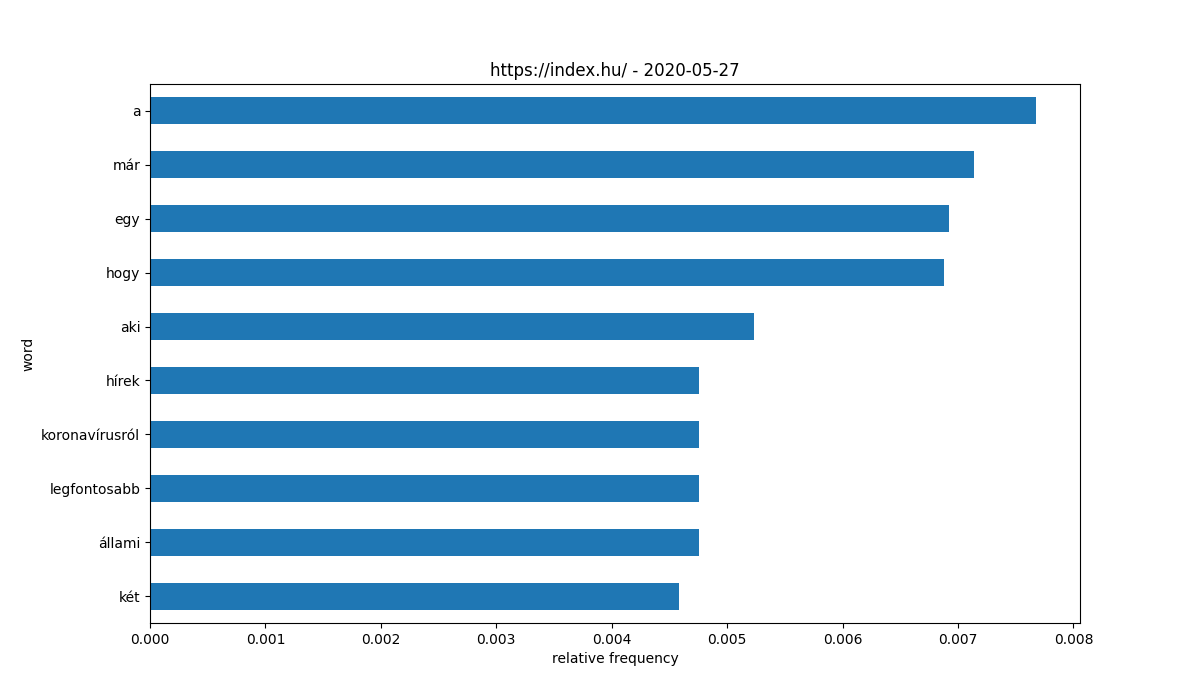 https://index.hu/ - 2020-05-27
a
már
egy
hogy
aki
hírek
koronavírusról
legfontosabb
állami
két
word
0.000 0.001 0.002 0.003 0.004 0.005 0.006 0.007 0.008
relative frequency